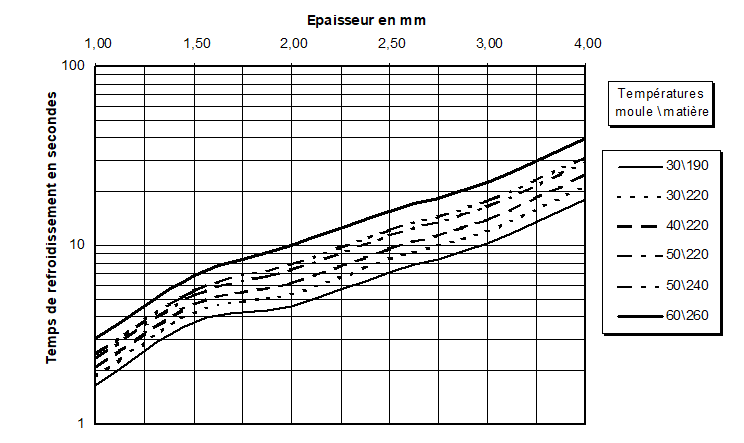 Epaisseur en mm
1,00 1,50 2,00 2,50 3,00 4,00
Temps de refroidissement en secondes
100
10
1
Températures
moule \ matière
30\190
30\220
40\220
50\220
50\240
60\260